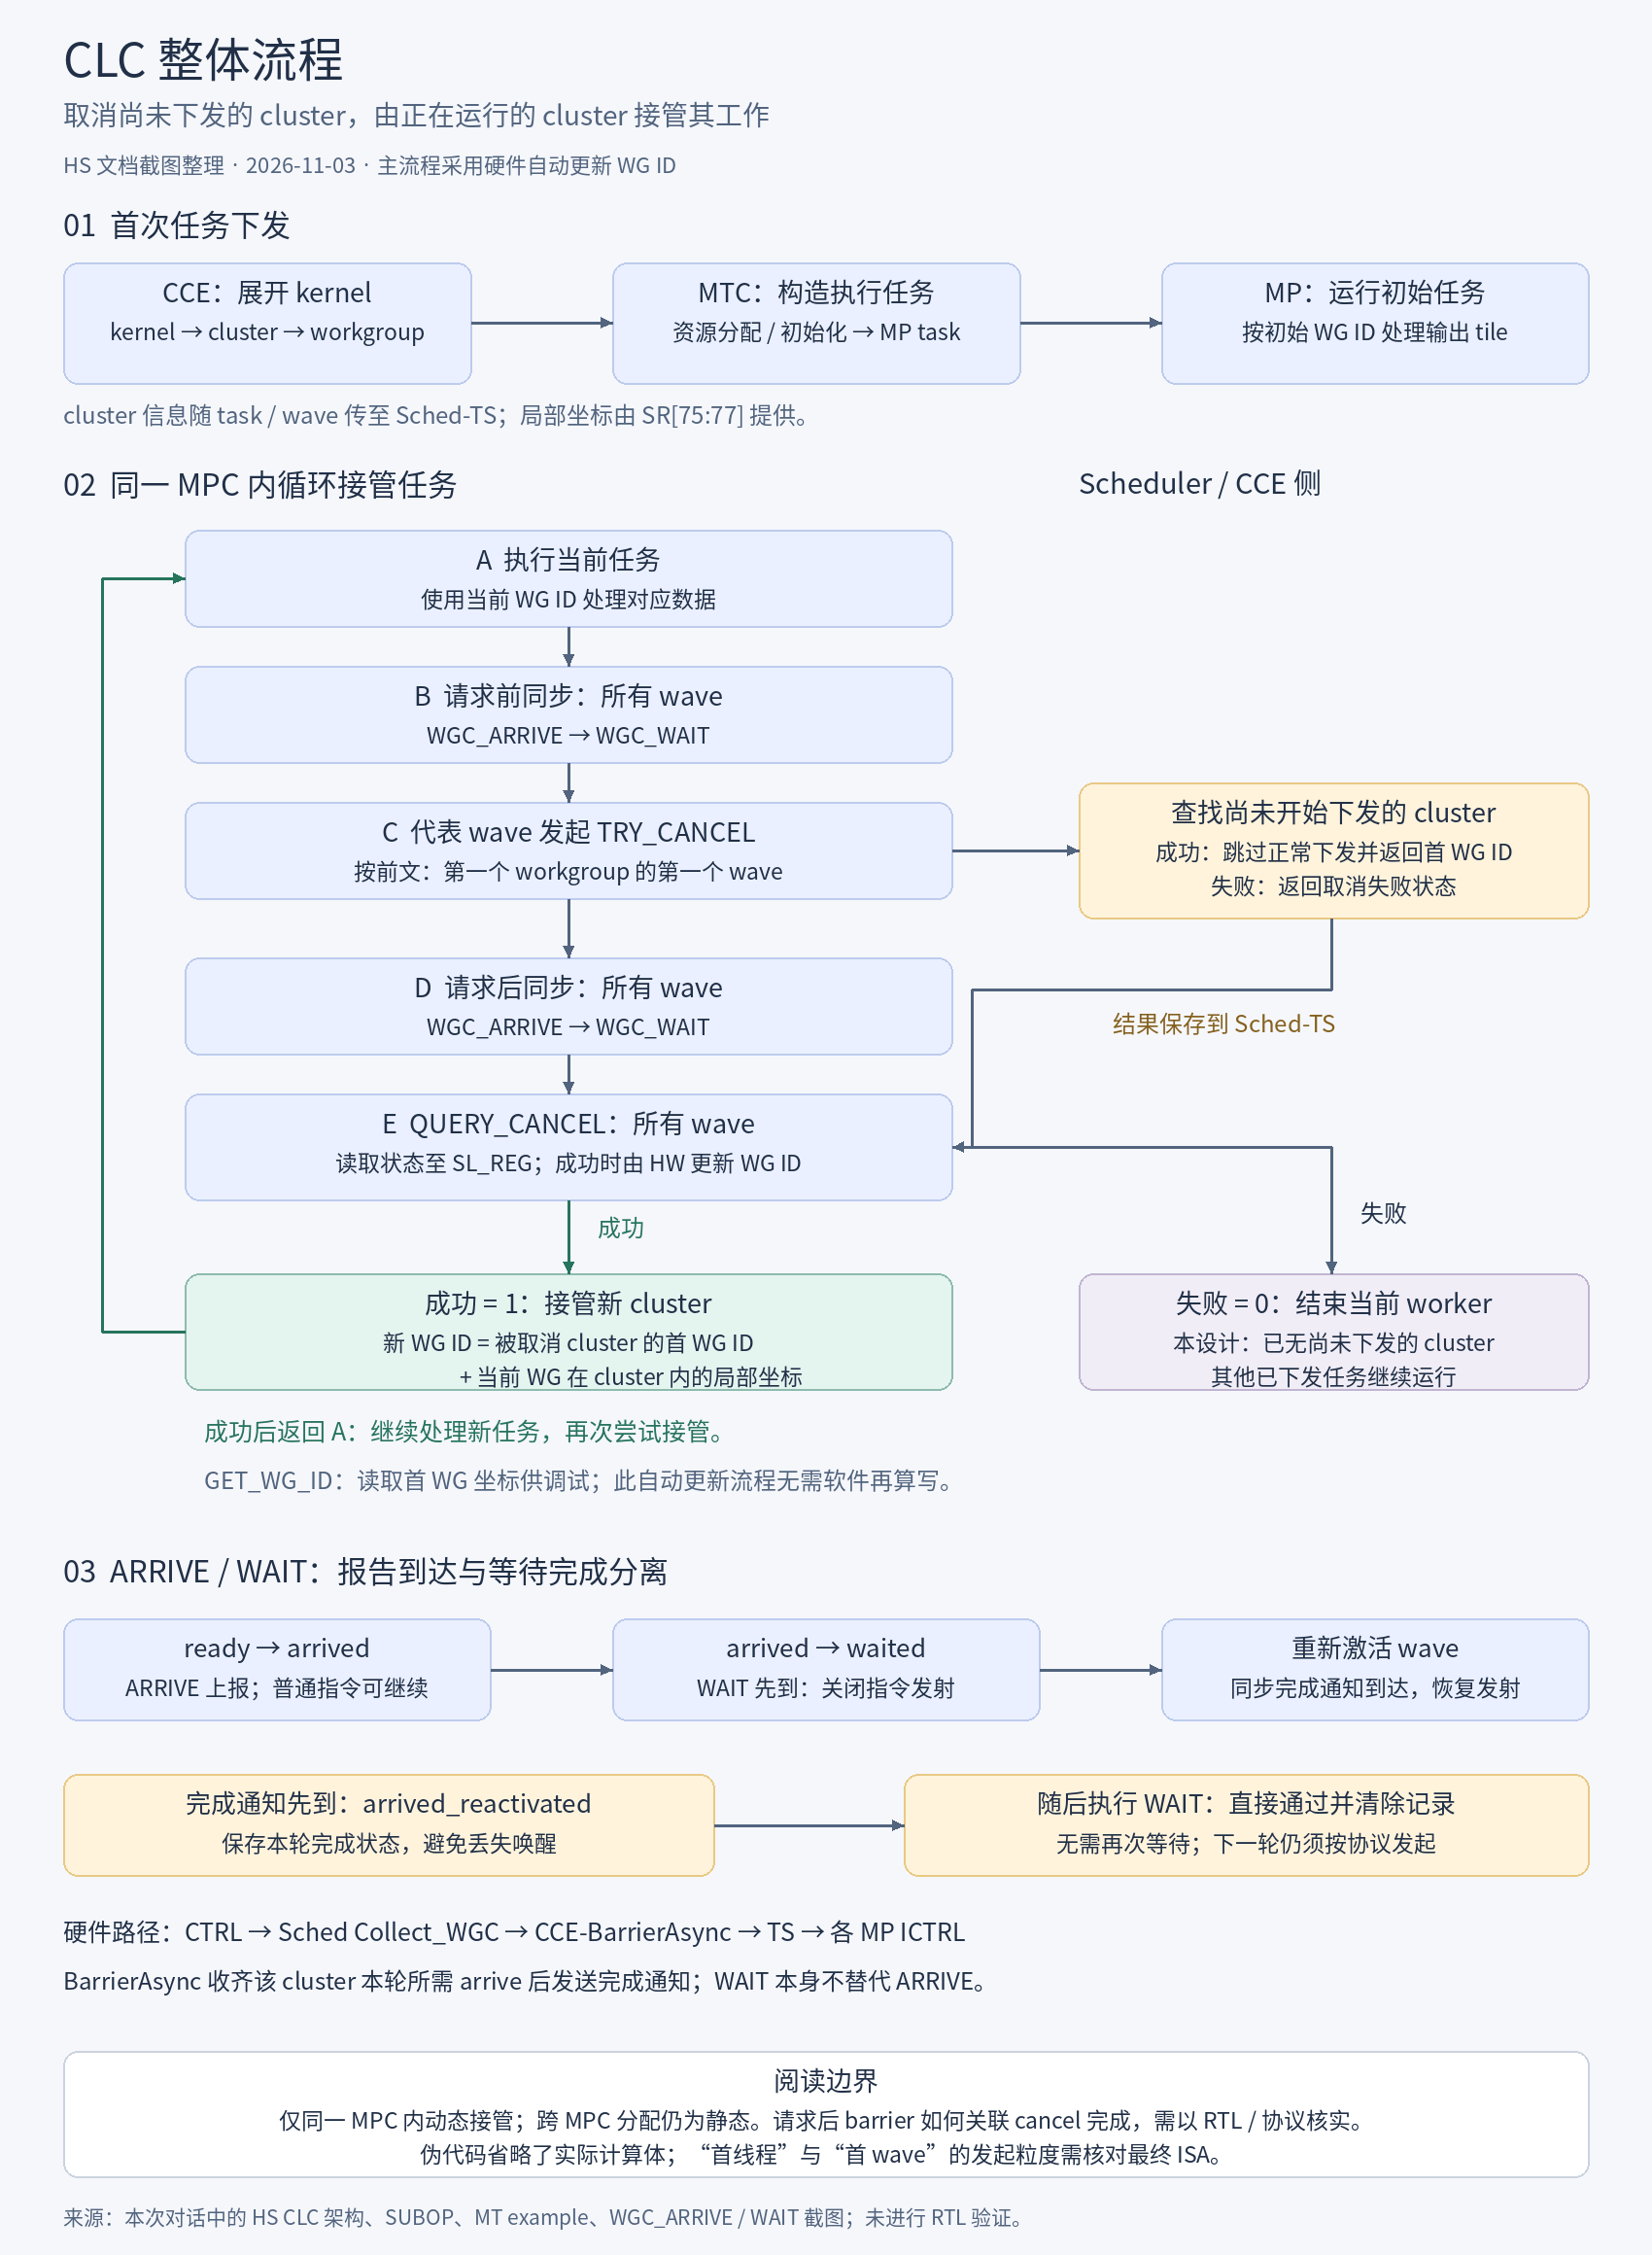 CLC 整体流程
取消尚未下发的 cluster，由正在运行的 cluster 接管其工作
HS 文档截图整理 · 2026-11-03 · 主流程采用硬件自动更新 WG ID
01 首次任务下发
CCE：展开 kernel
kernel → cluster → workgroup
MTC：构造执行任务
资源分配 / 初始化 → MP task
MP：运行初始任务
按初始 WG ID 处理输出 tile
cluster 信息随 task / wave 传至 Sched-TS；局部坐标由 SR[75:77] 提供。
02 同一 MPC 内循环接管任务
Scheduler / CCE 侧
A 执行当前任务
使用当前 WG ID 处理对应数据
B 请求前同步：所有 wave
WGC_ARRIVE → WGC_WAIT
C 代表 wave 发起 TRY_CANCEL
按前文：第一个 workgroup 的第一个 wave
查找尚未开始下发的 cluster
成功：跳过正常下发并返回首 WG ID
失败：返回取消失败状态
D 请求后同步：所有 wave
WGC_ARRIVE → WGC_WAIT
结果保存到 Sched-TS
E QUERY_CANCEL：所有 wave
读取状态至 SL_REG；成功时由 HW 更新 WG ID
成功
失败
成功 = 1：接管新 cluster
新 WG ID = 被取消 cluster 的首 WG ID
+ 当前 WG 在 cluster 内的局部坐标
失败 = 0：结束当前 worker
本设计：已无尚未下发的 cluster
其他已下发任务继续运行
成功后返回 A：继续处理新任务，再次尝试接管。
GET_WG_ID：读取首 WG 坐标供调试；此自动更新流程无需软件再算写。
03 ARRIVE / WAIT：报告到达与等待完成分离
ready → arrived
ARRIVE 上报；普通指令可继续
arrived → waited
WAIT 先到：关闭指令发射
重新激活 wave
同步完成通知到达，恢复发射
完成通知先到：arrived_reactivated
保存本轮完成状态，避免丢失唤醒
随后执行 WAIT：直接通过并清除记录
无需再次等待；下一轮仍须按协议发起
硬件路径：CTRL → Sched Collect_WGC → CCE-BarrierAsync → TS → 各 MP ICTRL
BarrierAsync 收齐该 cluster 本轮所需 arrive 后发送完成通知；WAIT 本身不替代 ARRIVE。
阅读边界
仅同一 MPC 内动态接管；跨 MPC 分配仍为静态。请求后 barrier 如何关联 cancel 完成，需以 RTL / 协议核实。
伪代码省略了实际计算体；“首线程”与“首 wave”的发起粒度需核对最终 ISA。
来源：本次对话中的 HS CLC 架构、SUBOP、MT example、WGC_ARRIVE / WAIT 截图；未进行 RTL 验证。